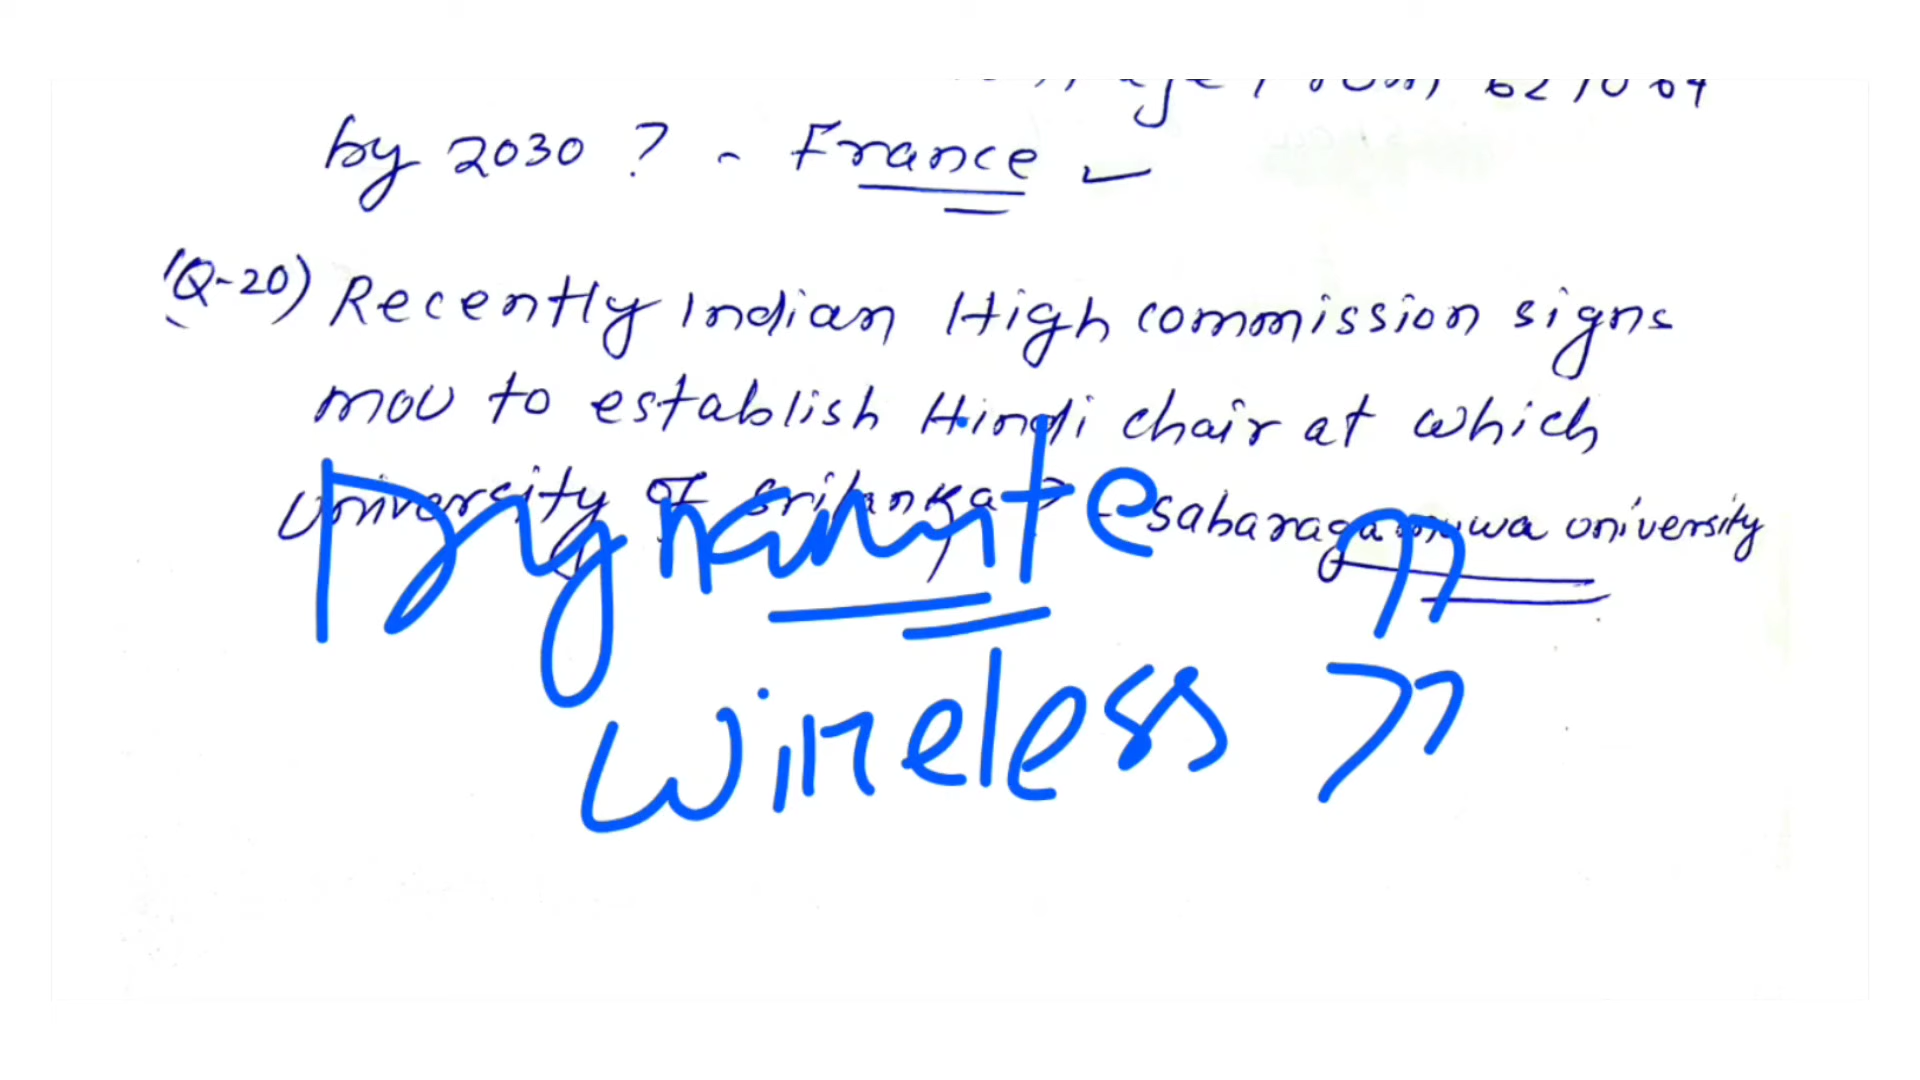 by 2030 ? - France
(Q-20) Recently Indian High commission signs
mou to establish Hindi chair at which
University of Srilanka ? - Sabaragamuwa university
Dynamite
wireless